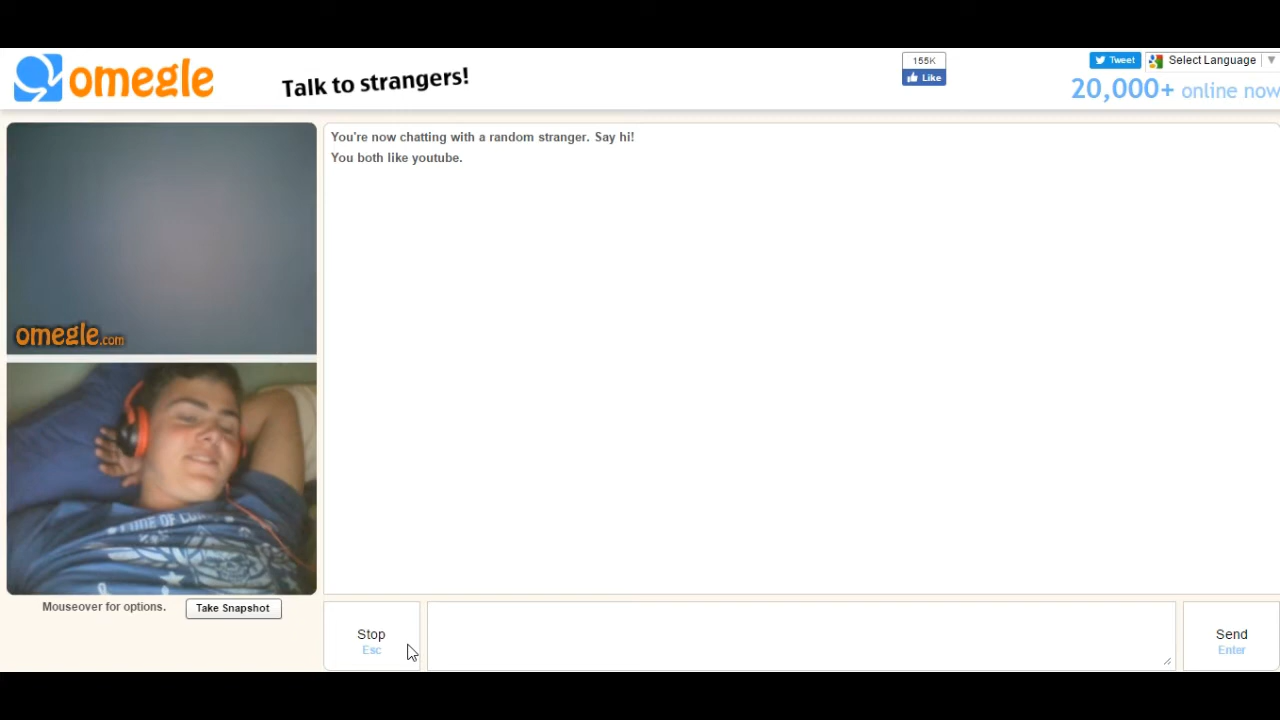 omegle
Talk to strangers!
155K
Like
Tweet
Select Language
20,000+ online now
You're now chatting with a random stranger. Say hi!
You both like youtube.
omegle.com
Mouseover for options.
Take Snapshot
Stop
Esc
Send
Enter